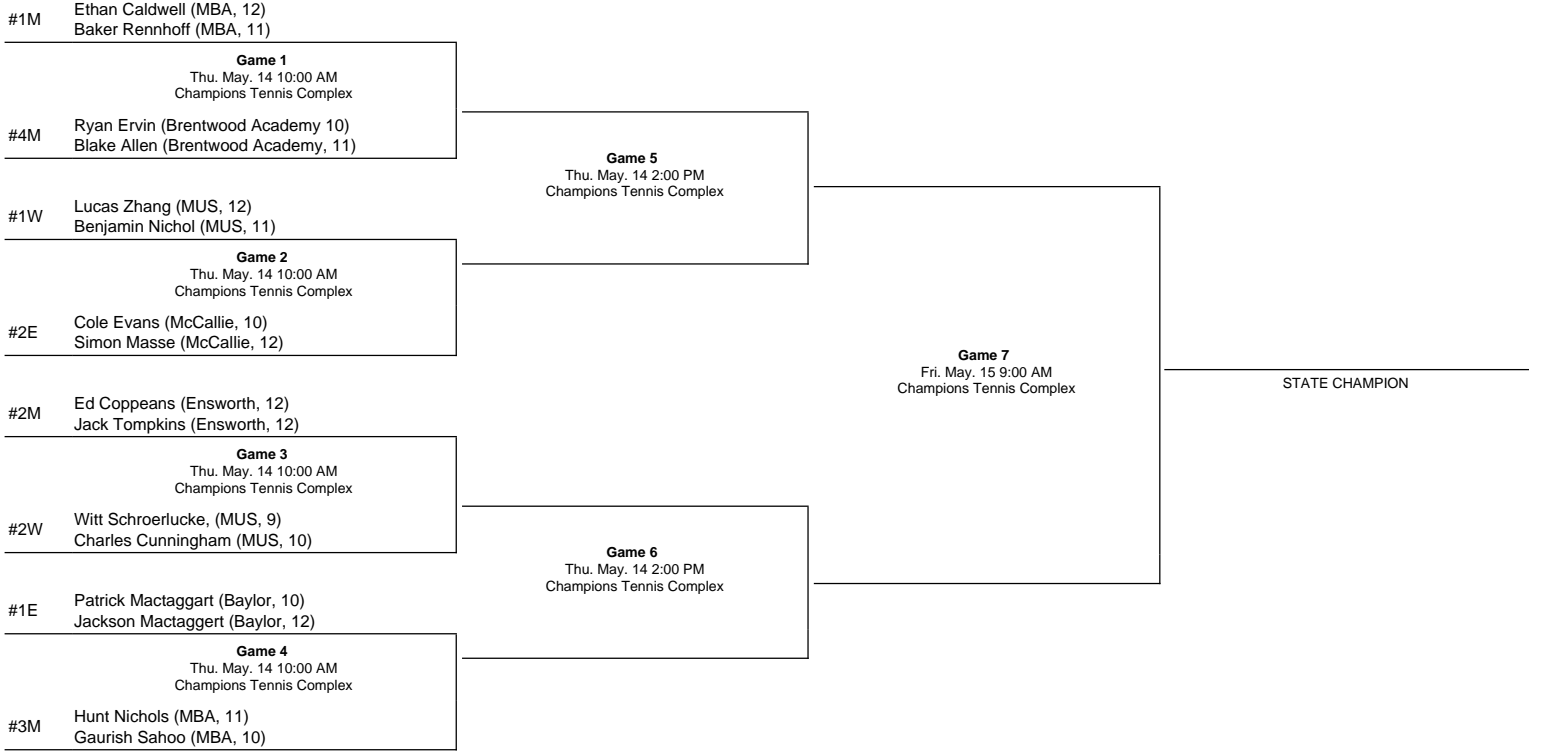 #1M
Ethan Caldwell (MBA, 12)
Baker Rennhoff (MBA, 11)
Game 1
Thu. May. 14 10:00 AM
Champions Tennis Complex
#4M
Ryan Ervin (Brentwood Academy 10)
Blake Allen (Brentwood Academy, 11)
#1W
Lucas Zhang (MUS, 12)
Benjamin Nichol (MUS, 11)
Game 2
Thu. May. 14 10:00 AM
Champions Tennis Complex
#2E
Cole Evans (McCallie, 10)
Simon Masse (McCallie, 12)
#2M
Ed Coppeans (Ensworth, 12)
Jack Tompkins (Ensworth, 12)
Game 3
Thu. May. 14 10:00 AM
Champions Tennis Complex
#2W
Witt Schroerlucke, (MUS, 9)
Charles Cunningham (MUS, 10)
#1E
Patrick Mactaggart (Baylor, 10)
Jackson Mactaggert (Baylor, 12)
Game 4
Thu. May. 14 10:00 AM
Champions Tennis Complex
#3M
Hunt Nichols (MBA, 11)
Gaurish Sahoo (MBA, 10)
Game 5
Thu. May. 14 2:00 PM
Champions Tennis Complex
Game 6
Thu. May. 14 2:00 PM
Champions Tennis Complex
Game 7
Fri. May. 15 9:00 AM
Champions Tennis Complex
STATE CHAMPION